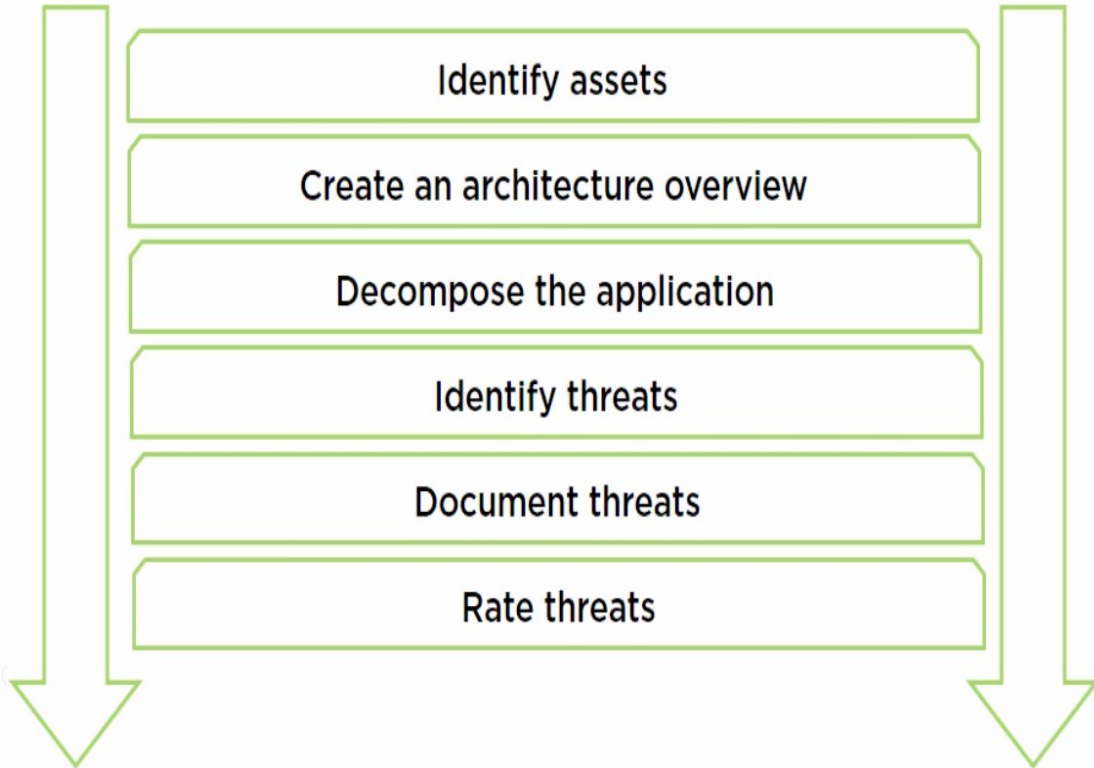 Identify assets
Create an architecture overview
Decompose the application
Identify threats
Document threats
Rate threats